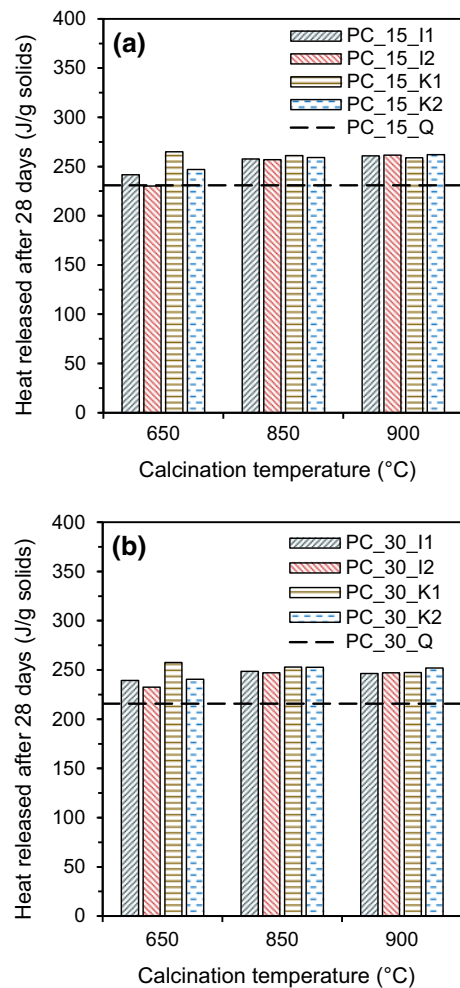 (a)
PC_15_I1
PC_15_I2
PC_15_K1
PC_15_K2
PC_15_Q
Heat released after 28 days (J/g solids)
400
350
300
250
200
150
100
50
0
650 850 900
Calcination temperature (°C)
(b)
PC_30_I1
PC_30_I2
PC_30_K1
PC_30_K2
PC_30_Q
Heat released after 28 days (J/g solids)
400
350
300
250
200
150
100
50
0
650 850 900
Calcination temperature (°C)